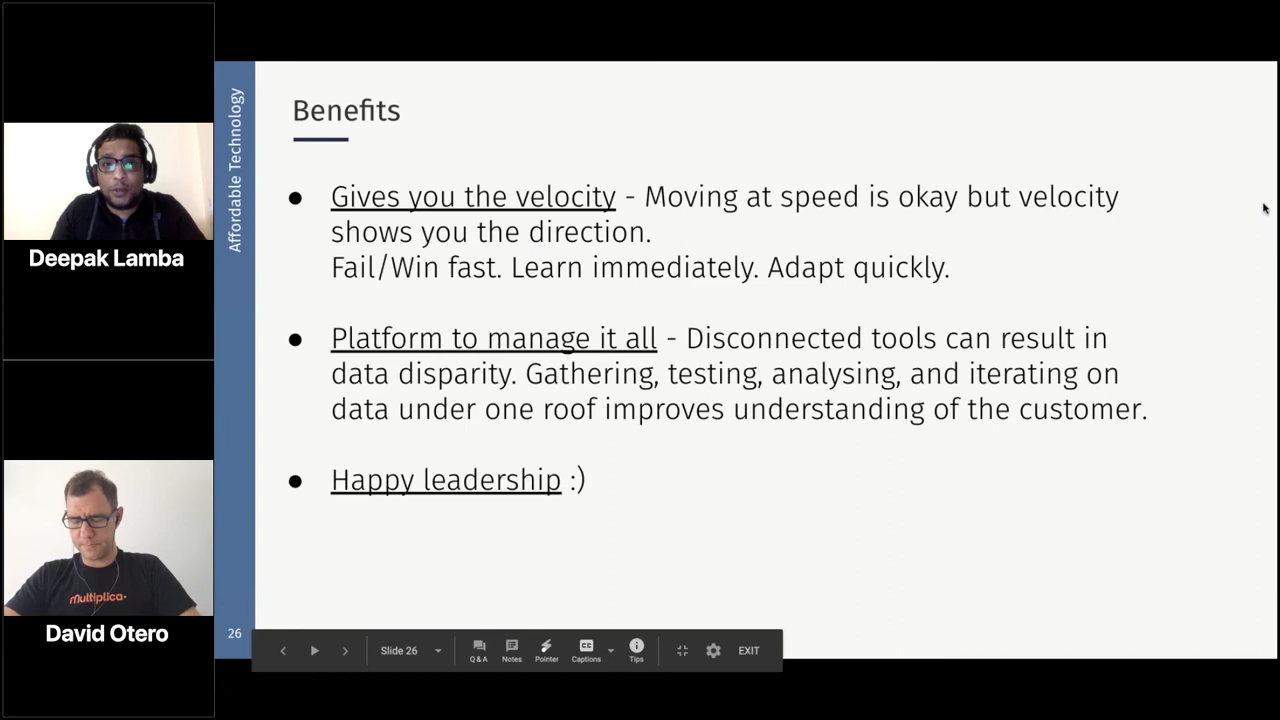 Deepak Lamba
multiplica.
David Otero
Affordable Technology
26
Benefits
● Gives you the velocity - Moving at speed is okay but velocity
shows you the direction.
Fail/Win fast. Learn immediately. Adapt quickly.
● Platform to manage it all - Disconnected tools can result in
data disparity. Gathering, testing, analysing, and iterating on
data under one roof improves understanding of the customer.
● Happy leadership :)
Slide 26
Q & A
Notes
Pointer
CC
Captions
Tips
EXIT